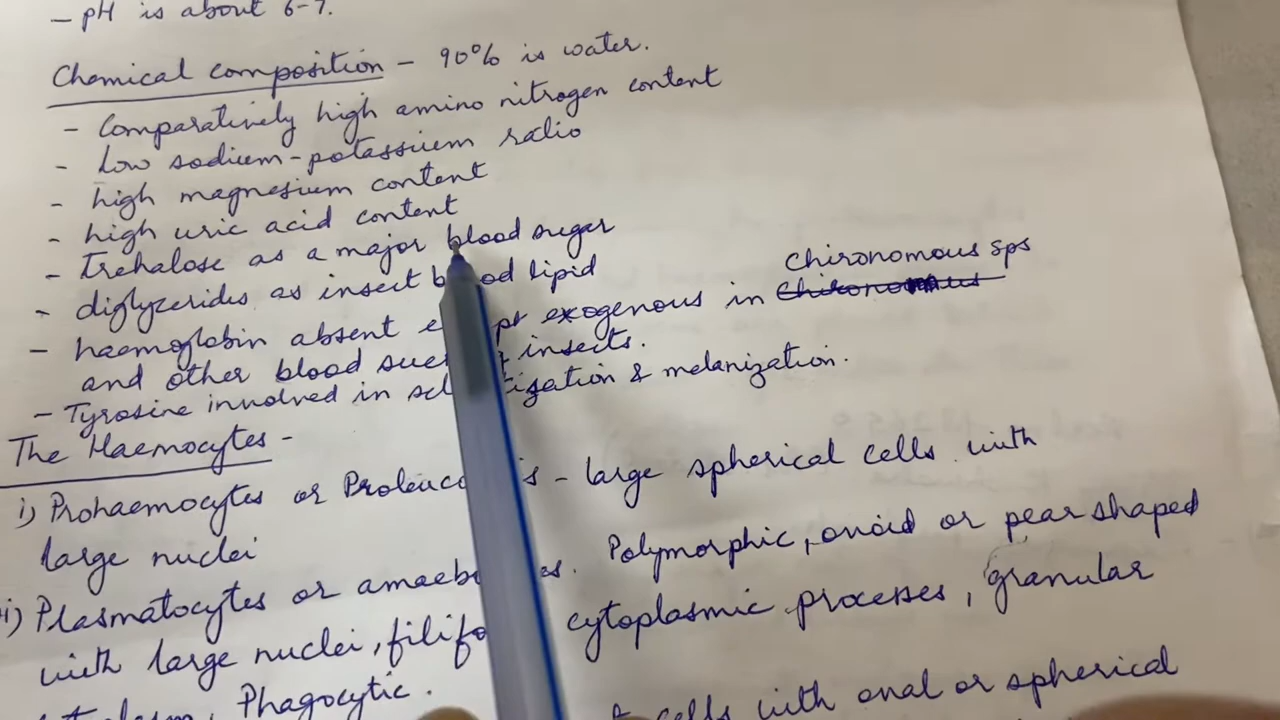 - pH is about 6-7.
Chemical composition - 90% is water.
- Comparatively high amino nitrogen content
- Low sodium-potassium ratio
- high magnesium content
- high uric acid content
- Trehalose as a major blood sugar
- diglycerides as insect blood lipid
Chironomous sps
- haemoglobin absent except exogenous in
and other blood insects.
- Tyrosine involved in & melanization.
The Haemocytes -
i) Prohaemocytes or - large spherical cells with
large nuclei
Plasmatocytes or Polymorphic, ovoid or pear shaped
with large nuclei, cytoplasmic processes, granular
Phagocytic.
cells with oval or spherical